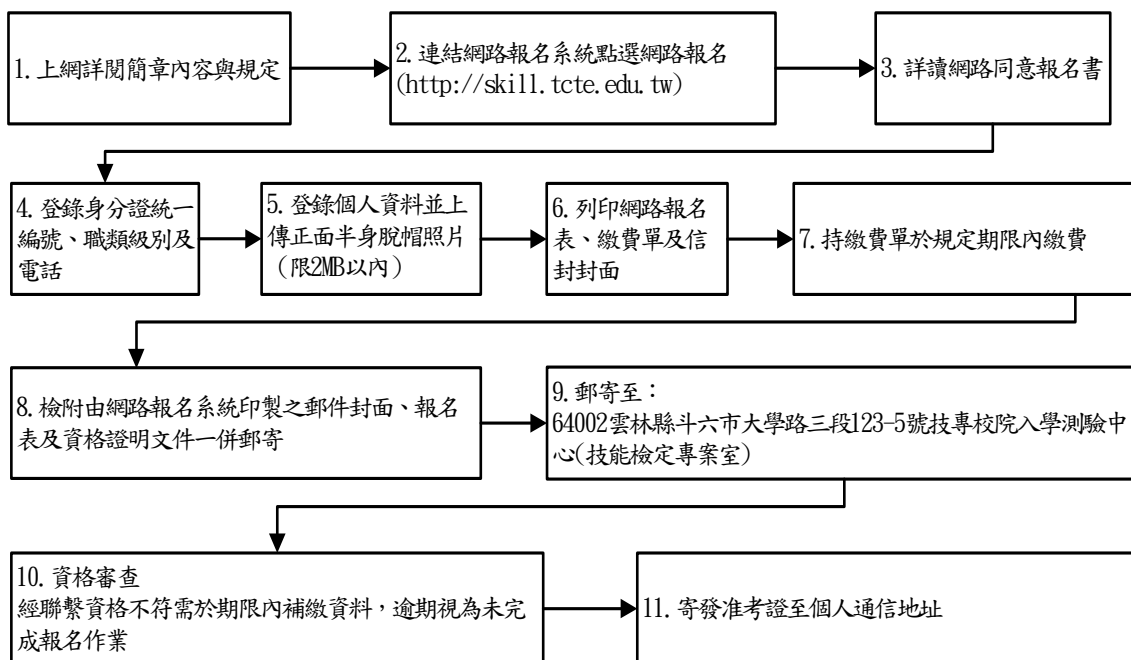 1. 上網詳閱簡章內容與規定
2. 連結網路報名系統點選網路報名
(http://skill.tcte.edu.tw)
3. 詳讀網路同意報名書
4. 登錄身分證統一
編號、職類級別及
電話
5. 登錄個人資料並上
傳正面半身脫帽照片
(限2MB以內)
6. 列印網路報名
表、繳費單及信
封封面
7. 持繳費單於規定期限內繳費
8. 檢附由網路報名系統印製之郵件封面、報名
表及資格證明文件一併郵寄
9. 郵寄至：
64002雲林縣斗六市大學路三段123-5號技專校院入學測驗中
心(技能檢定專案室)
10. 資格審查
經聯繫資格不符需於期限內補繳資料，逾期視為未完
成報名作業
11. 寄發准考證至個人通信地址